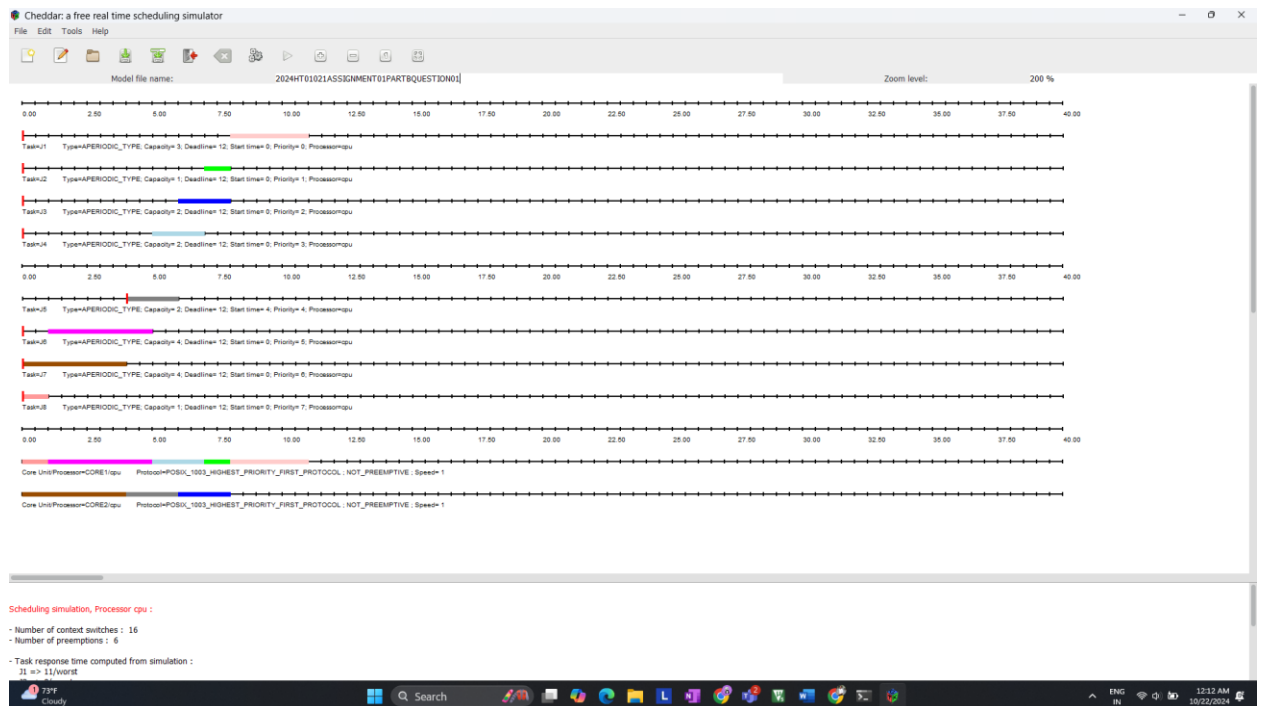 Cheddar: a free real time scheduling simulator
File Edit Tools Help
Model file name: 2024HT01021ASSIGNMENT01PARTBQUESTION01 Zoom level: 200 %
0.00 2.50 5.00 7.50 10.00 12.50 15.00 17.50 20.00 22.50 25.00 27.50 30.00 32.50 35.00 37.50 40.00
Task=J1 Type=APERIODIC_TYPE; Capacity= 3; Deadline= 12; Start time= 0; Priority= 0; Processor=cpu
Task=J2 Type=APERIODIC_TYPE; Capacity= 1; Deadline= 12; Start time= 0; Priority= 1; Processor=cpu
Task=J3 Type=APERIODIC_TYPE; Capacity= 2; Deadline= 12; Start time= 0; Priority= 2; Processor=cpu
Task=J4 Type=APERIODIC_TYPE; Capacity= 2; Deadline= 12; Start time= 0; Priority= 3; Processor=cpu
0.00 2.50 5.00 7.50 10.00 12.50 15.00 17.50 20.00 22.50 25.00 27.50 30.00 32.50 35.00 37.50 40.00
Task=J5 Type=APERIODIC_TYPE; Capacity= 2; Deadline= 12; Start time= 4; Priority= 4; Processor=cpu
Task=J6 Type=APERIODIC_TYPE; Capacity= 4; Deadline= 12; Start time= 0; Priority= 5; Processor=cpu
Task=J7 Type=APERIODIC_TYPE; Capacity= 4; Deadline= 12; Start time= 0; Priority= 6; Processor=cpu
Task=J8 Type=APERIODIC_TYPE; Capacity= 1; Deadline= 12; Start time= 0; Priority= 7; Processor=cpu
0.00 2.50 5.00 7.50 10.00 12.50 15.00 17.50 20.00 22.50 25.00 27.50 30.00 32.50 35.00 37.50 40.00
Core Unit/Processor=CORE1/cpu Protocol=POSIX_1003_HIGHEST_PRIORITY_FIRST_PROTOCOL ; NOT_PREEMPTIVE ; Speed= 1
Core Unit/Processor=CORE2/cpu Protocol=POSIX_1003_HIGHEST_PRIORITY_FIRST_PROTOCOL ; NOT_PREEMPTIVE ; Speed= 1
Scheduling simulation, Processor cpu :
- Number of context switches : 16
- Number of preemptions : 6
- Task response time computed from simulation :
J1 => 11/worst
73°F
Cloudy
Search
ENG
IN
12:12 AM
10/22/2024